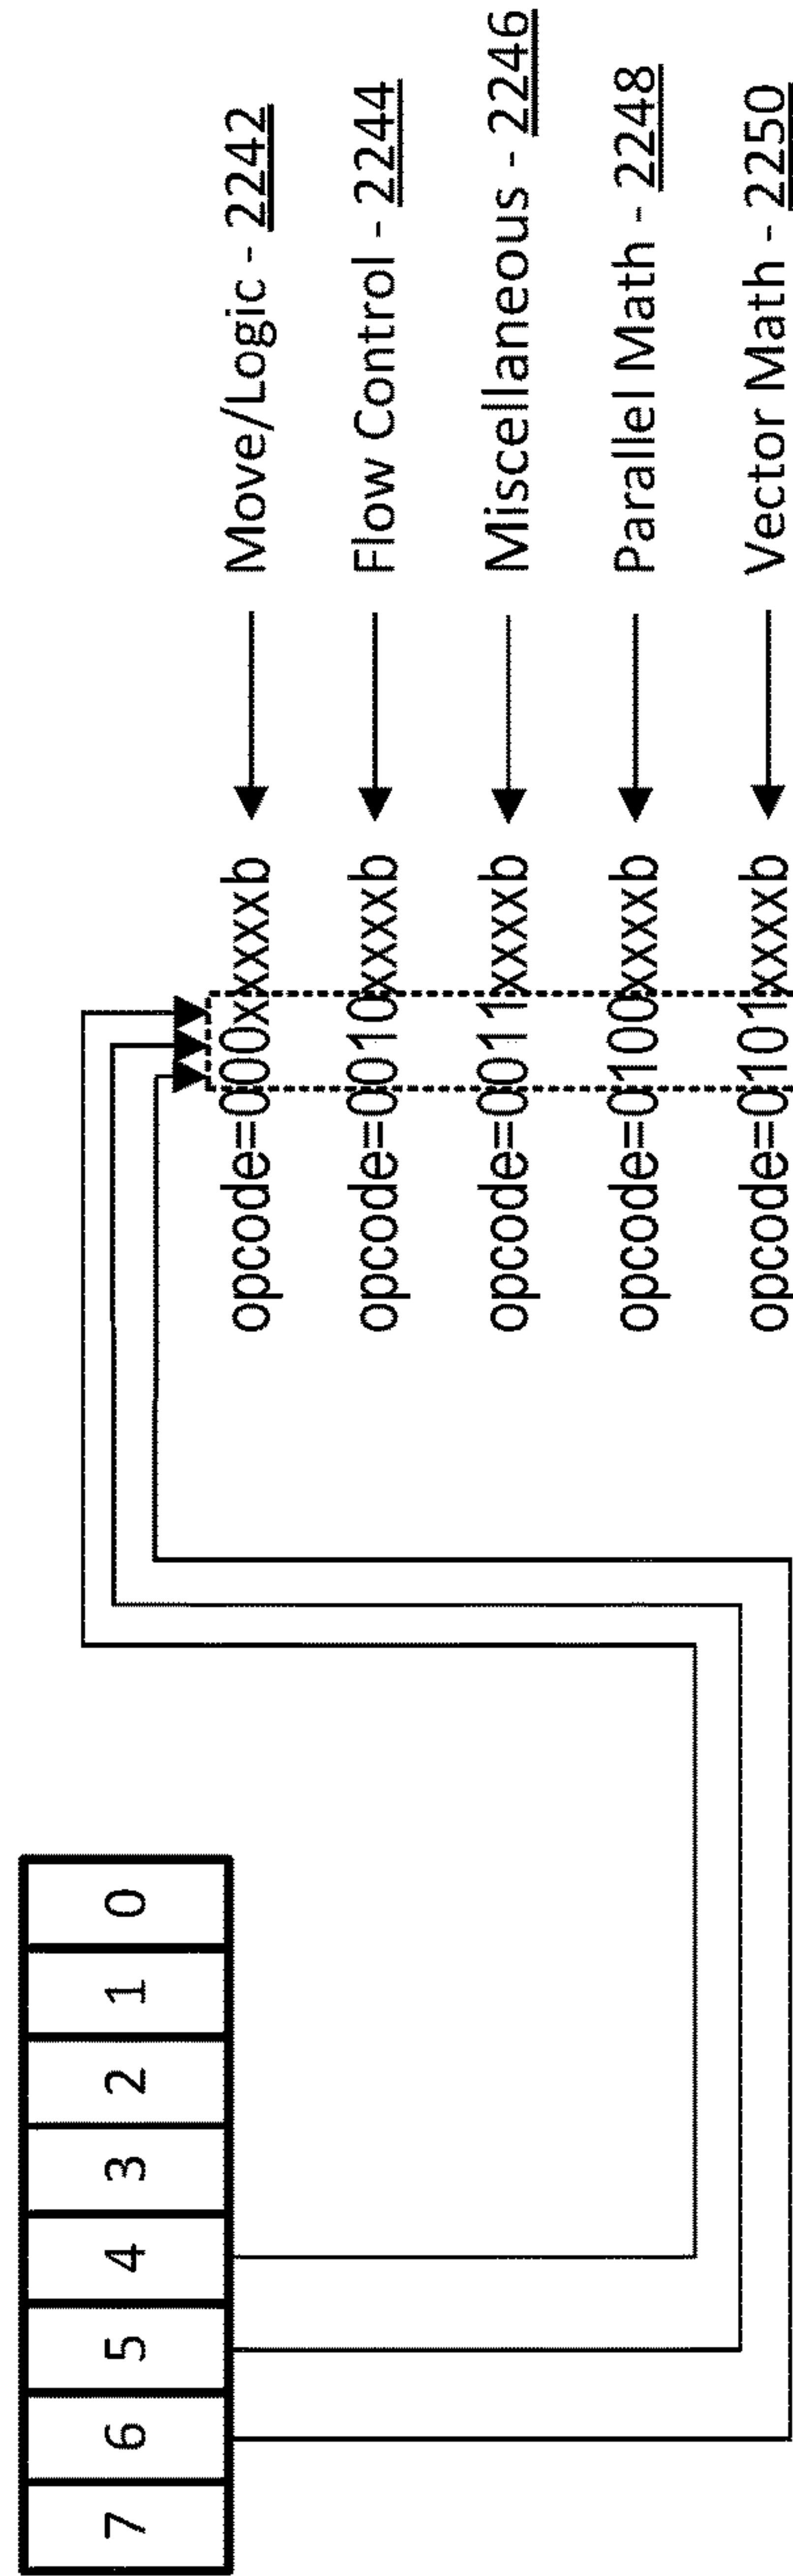 7 6 5 4 3 2 1 0
opcode=000xxxxxb Move/Logic - 2242
opcode=0010xxxxb Flow Control - 2244
opcode=0011xxxxb Miscellaneous - 2246
opcode=0100xxxxb Parallel Math - 2248
opcode=0101xxxxb Vector Math - 2250